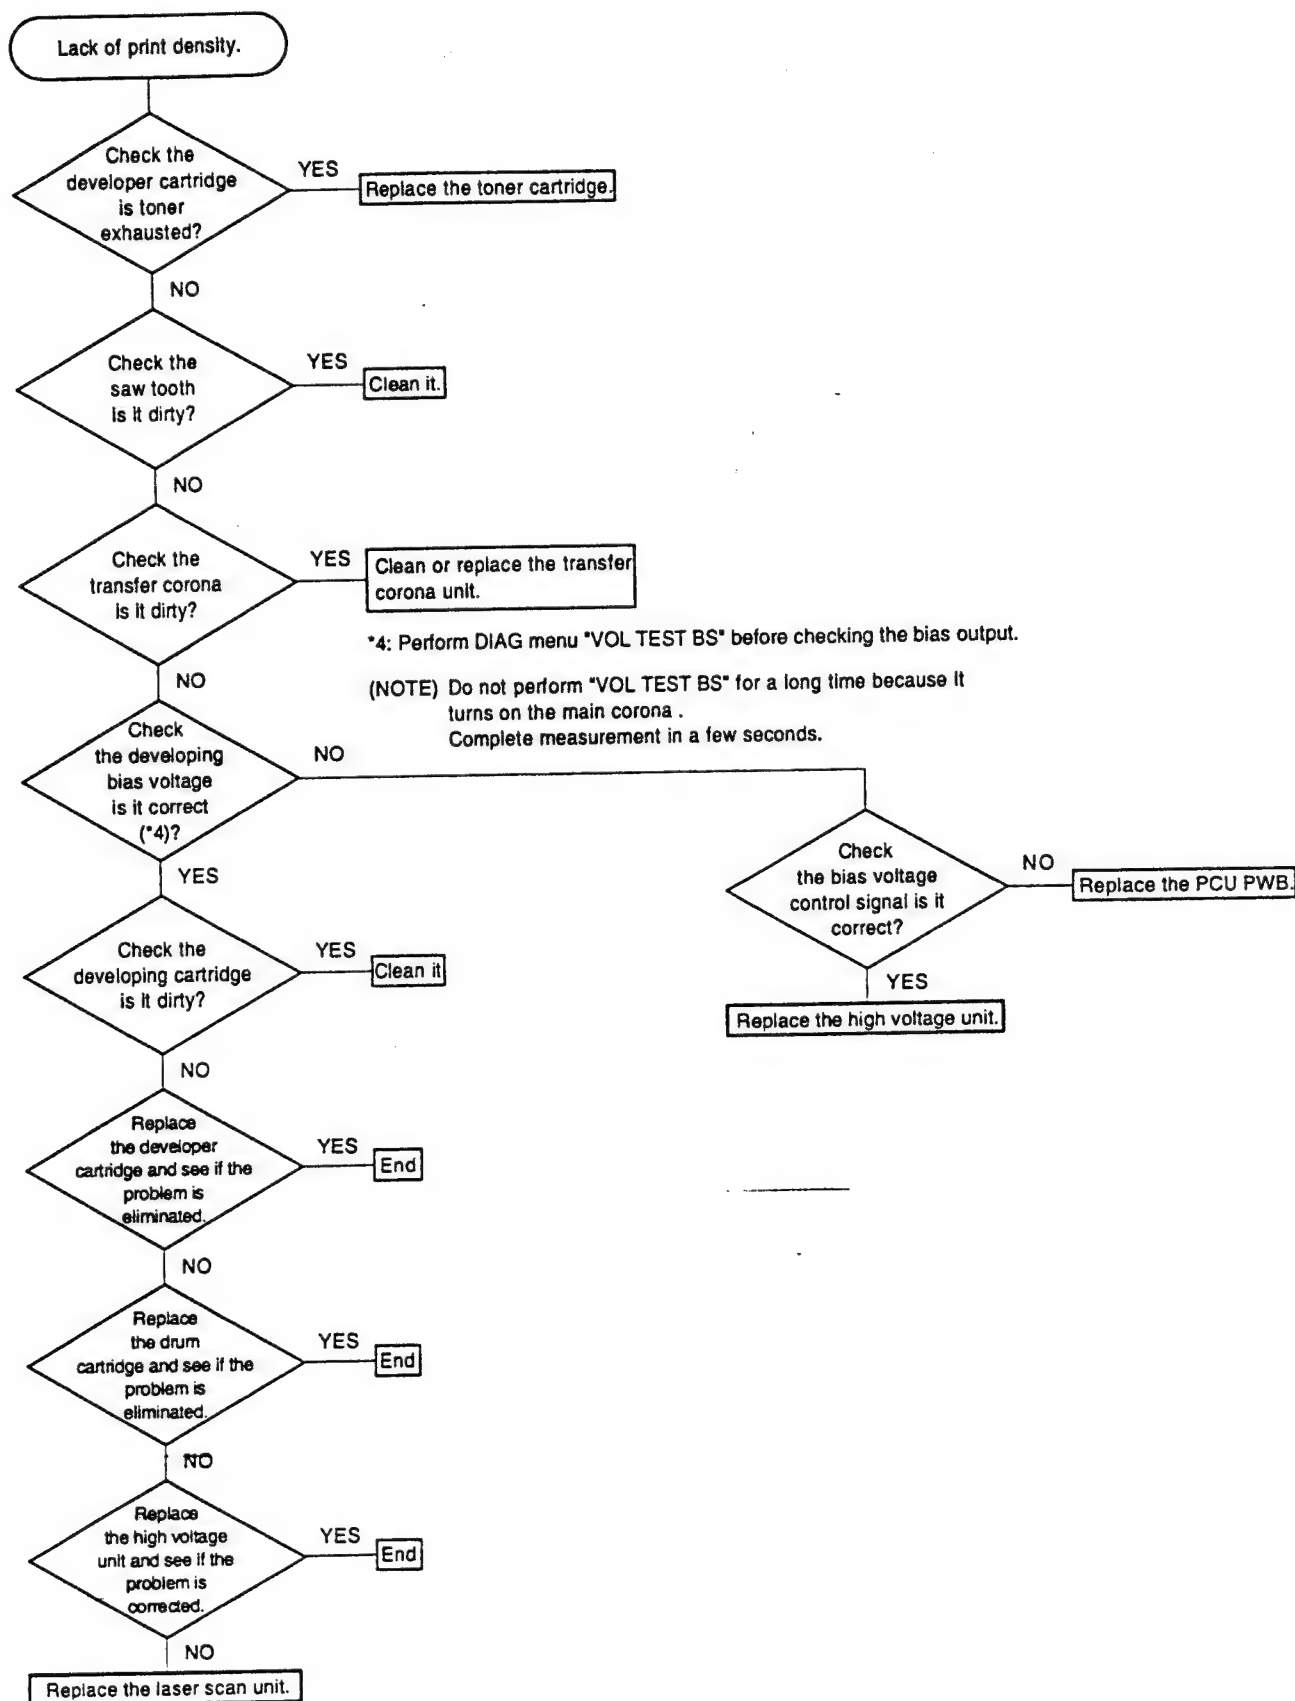 Lack of print density.
Check the
developer cartridge
is toner
exhausted?
YES
Replace the toner cartridge.
NO
Check the
saw tooth
Is it dirty?
YES
Clean it.
NO
Check the
transfer corona
Is it dirty?
YES
Clean or replace the transfer
corona unit.
*4: Perform DIAG menu "VOL TEST BS" before checking the bias output.
(NOTE) Do not perform "VOL TEST BS" for a long time because it
turns on the main corona .
Complete measurement in a few seconds.
NO
Check
the developing
bias voltage
is it correct
(*4)?
NO
Check
the bias voltage
control signal is it
correct?
NO
Replace the PCU PWB.
YES
Replace the high voltage unit.
YES
Check the
developing cartridge
is it dirty?
YES
Clean it
NO
Replace
the developer
cartridge and see if the
problem is
eliminated.
YES
End
NO
Replace
the drum
cartridge and see if the
problem is
eliminated.
YES
End
NO
Replace
the high voltage
unit and see if the
problem is
corrected.
YES
End
NO
Replace the laser scan unit.